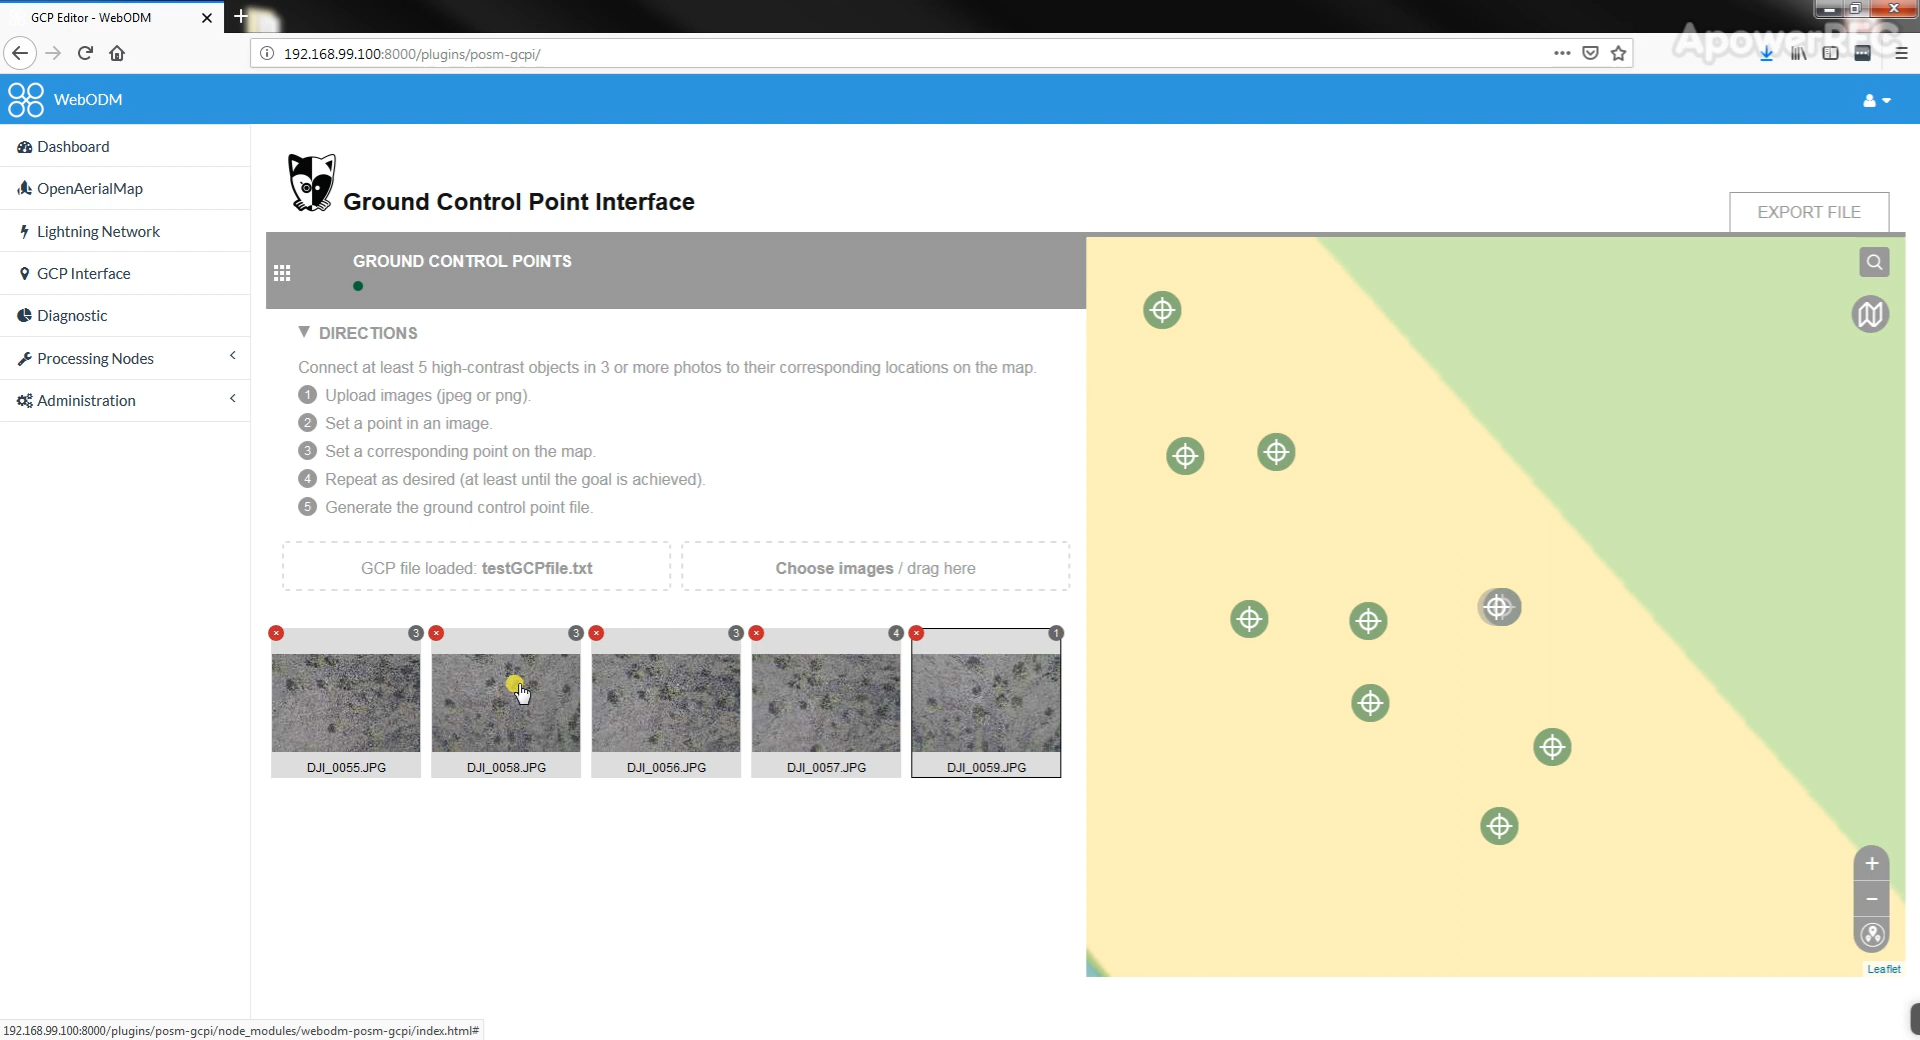 GCP Editor - WebODM
192.168.99.100:8000/plugins/posm-gcpi/
ApowerREC
WebODM
Dashboard
OpenAerialMap
Lightning Network
GCP Interface
Diagnostic
Processing Nodes
Administration
Ground Control Point Interface
EXPORT FILE
GROUND CONTROL POINTS
DIRECTIONS
Connect at least 5 high-contrast objects in 3 or more photos to their corresponding locations on the map.
1 Upload images (jpeg or png).
2 Set a point in an image.
3 Set a corresponding point on the map.
4 Repeat as desired (at least until the goal is achieved).
5 Generate the ground control point file.
GCP file loaded: testGCPfile.txt
Choose images / drag here
3 3 3 4 1
DJI_0055.JPG DJI_0058.JPG DJI_0056.JPG DJI_0057.JPG DJI_0059.JPG
+
−
Leaflet
192.168.99.100:8000/plugins/posm-gcpi/node_modules/webodm-posm-gcpi/index.html#